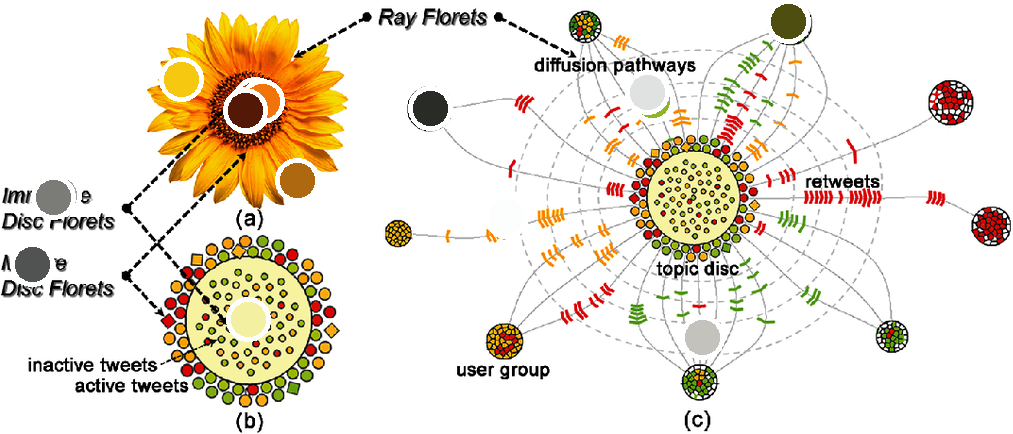 Ray Florets
diffusion pathways
Disc Florets
Disc Florets
(a)
retweets
topic disc
inactive tweets
active tweets
user group
(b)
(c)